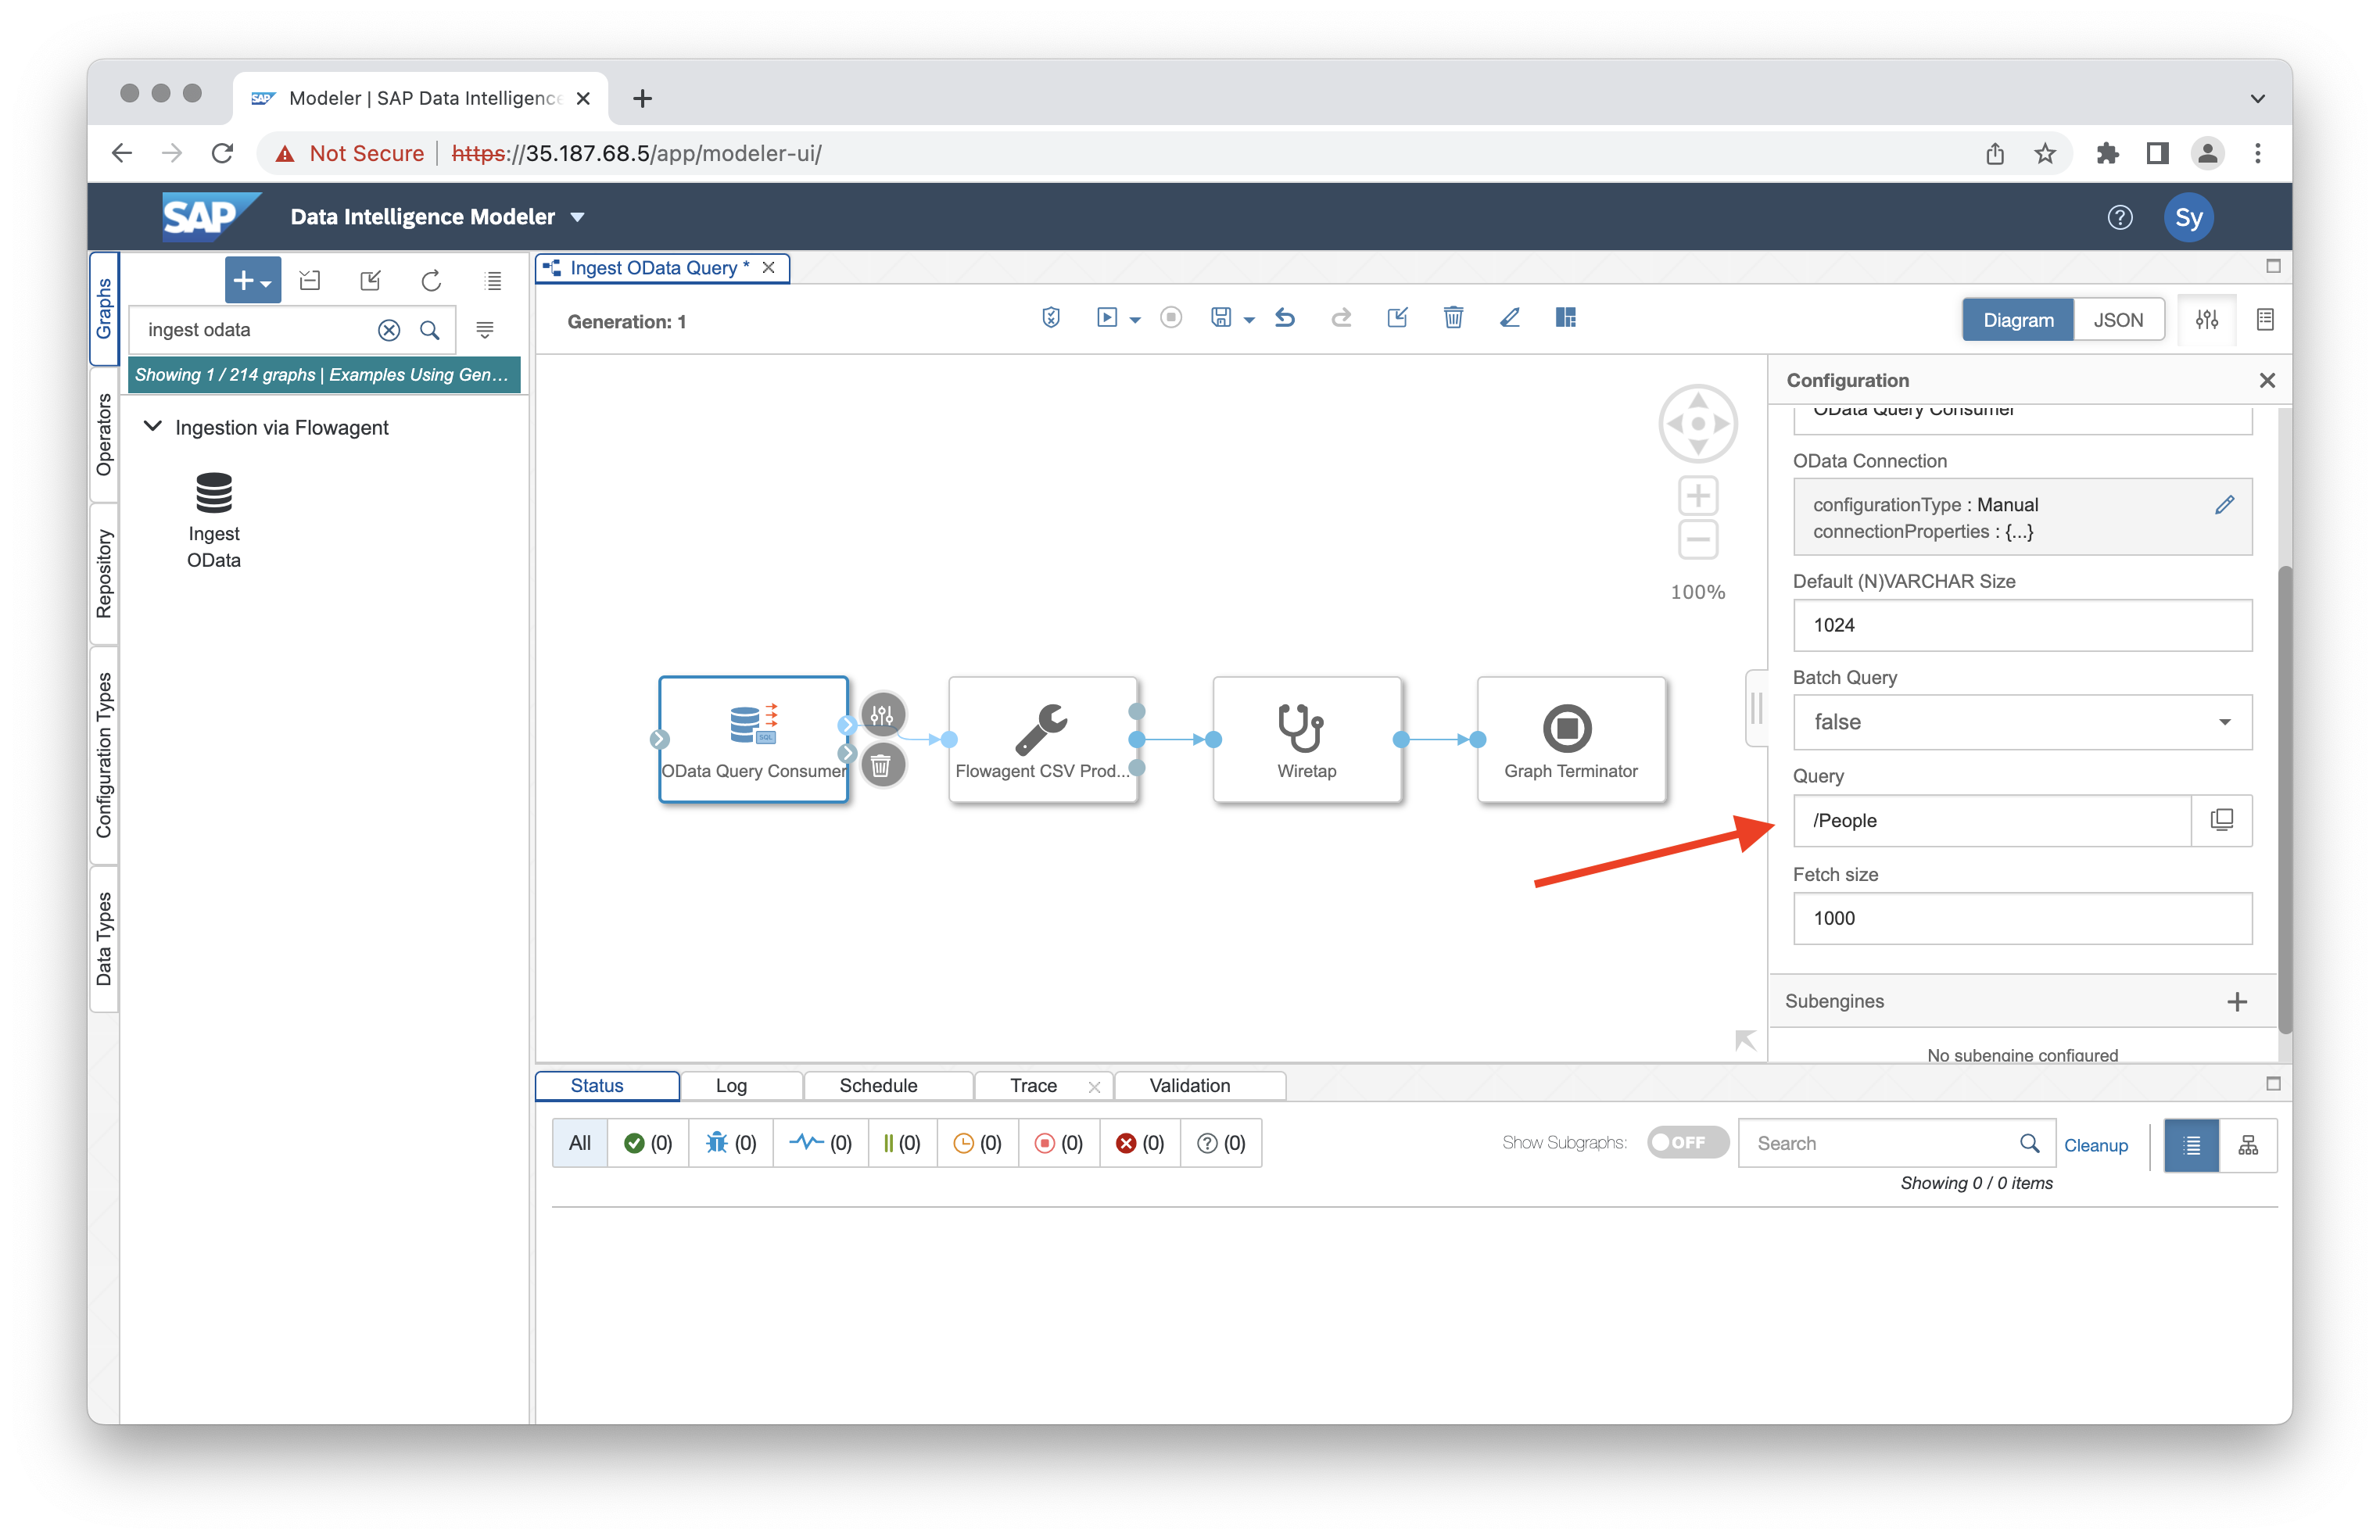 Modeler | SAP Data Intelligence
Not Secure
https://35.187.68.5/app/modeler-ui/
SAP
Data Intelligence Modeler
Sy
Graphs
Operators
Repository
Configuration Types
Data Types
ingest odata
Showing 1 / 214 graphs | Examples Using Gen...
Ingestion via Flowagent
Ingest
OData
Ingest OData Query *
Generation: 1
Diagram
JSON
100%
OData Query Consumer
SQL
Flowagent CSV Prod...
Wiretap
Graph Terminator
Configuration
OData Query Consumer
OData Connection
configurationType : Manual
connectionProperties : {...}
Default (N)VARCHAR Size
1024
Batch Query
false
Query
/People
Fetch size
1000
Subengines
No subengine configured
Status
Log
Schedule
Trace
Validation
All
(0)
(0)
(0)
(0)
(0)
(0)
(0)
(0)
Show Subgraphs:
OFF
Search
Cleanup
Showing 0 / 0 items